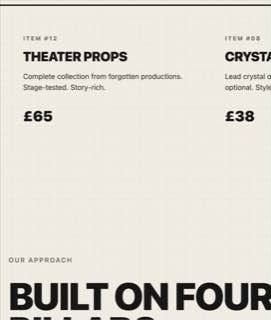 ITEM #12
THEATER PROPS
Complete collection from forgotten productions.
Stage-tested. Story-rich.
£65
ITEM #08
CRYSTA
Lead crystal o
optional. Style
£38
OUR APPROACH
BUILT ON FOUR
PILLARS